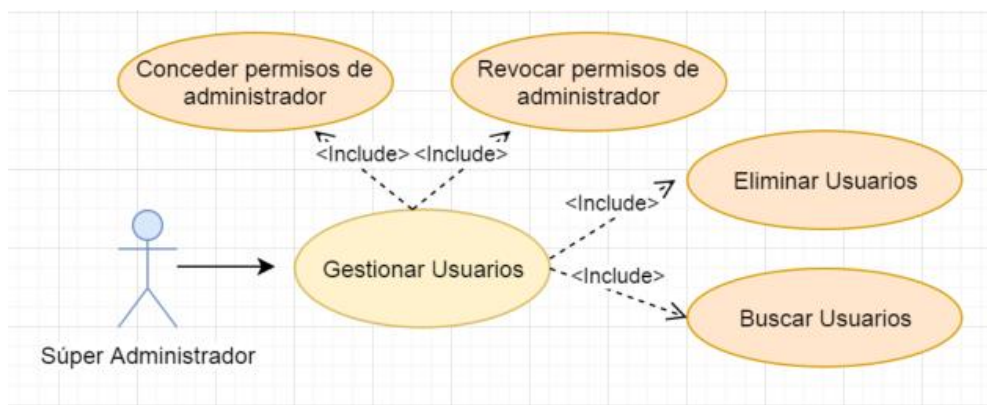 Conceder permisos de
administrador
Revocar permisos de
administrador
<Include>
<Include>
<Include>
Eliminar Usuarios
Gestionar Usuarios
<Include>
Buscar Usuarios
Súper Administrador